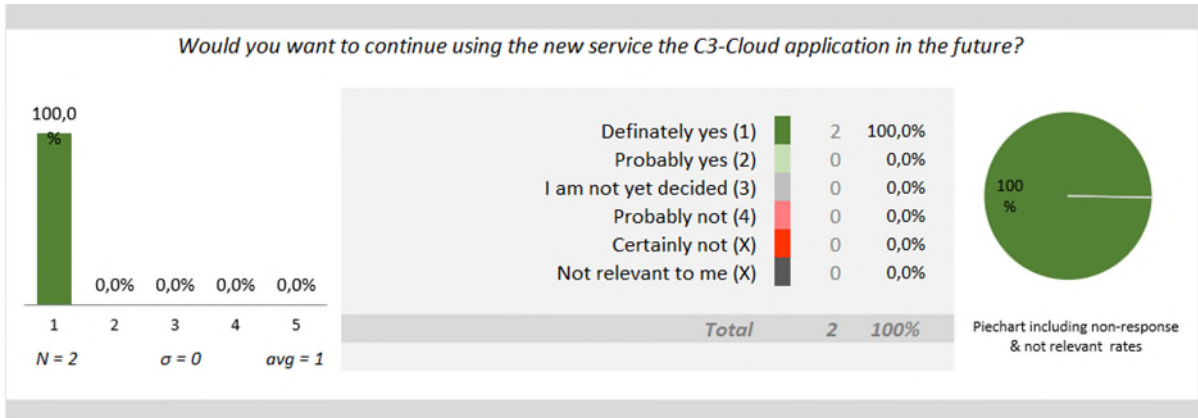 Would you want to continue using the new service the C3-Cloud application in the future?
100,0
%
0,0% 0,0% 0,0% 0,0%
1 2 3 4 5
N = 2 σ = 0 avg = 1
Definately yes (1) 2 100,0%
Probably yes (2) 0 0,0%
I am not yet decided (3) 0 0,0%
Probably not (4) 0 0,0%
Certainly not (X) 0 0,0%
Not relevant to me (X) 0 0,0%
Total 2 100%
100
%
Piechart including non-response
& not relevant rates